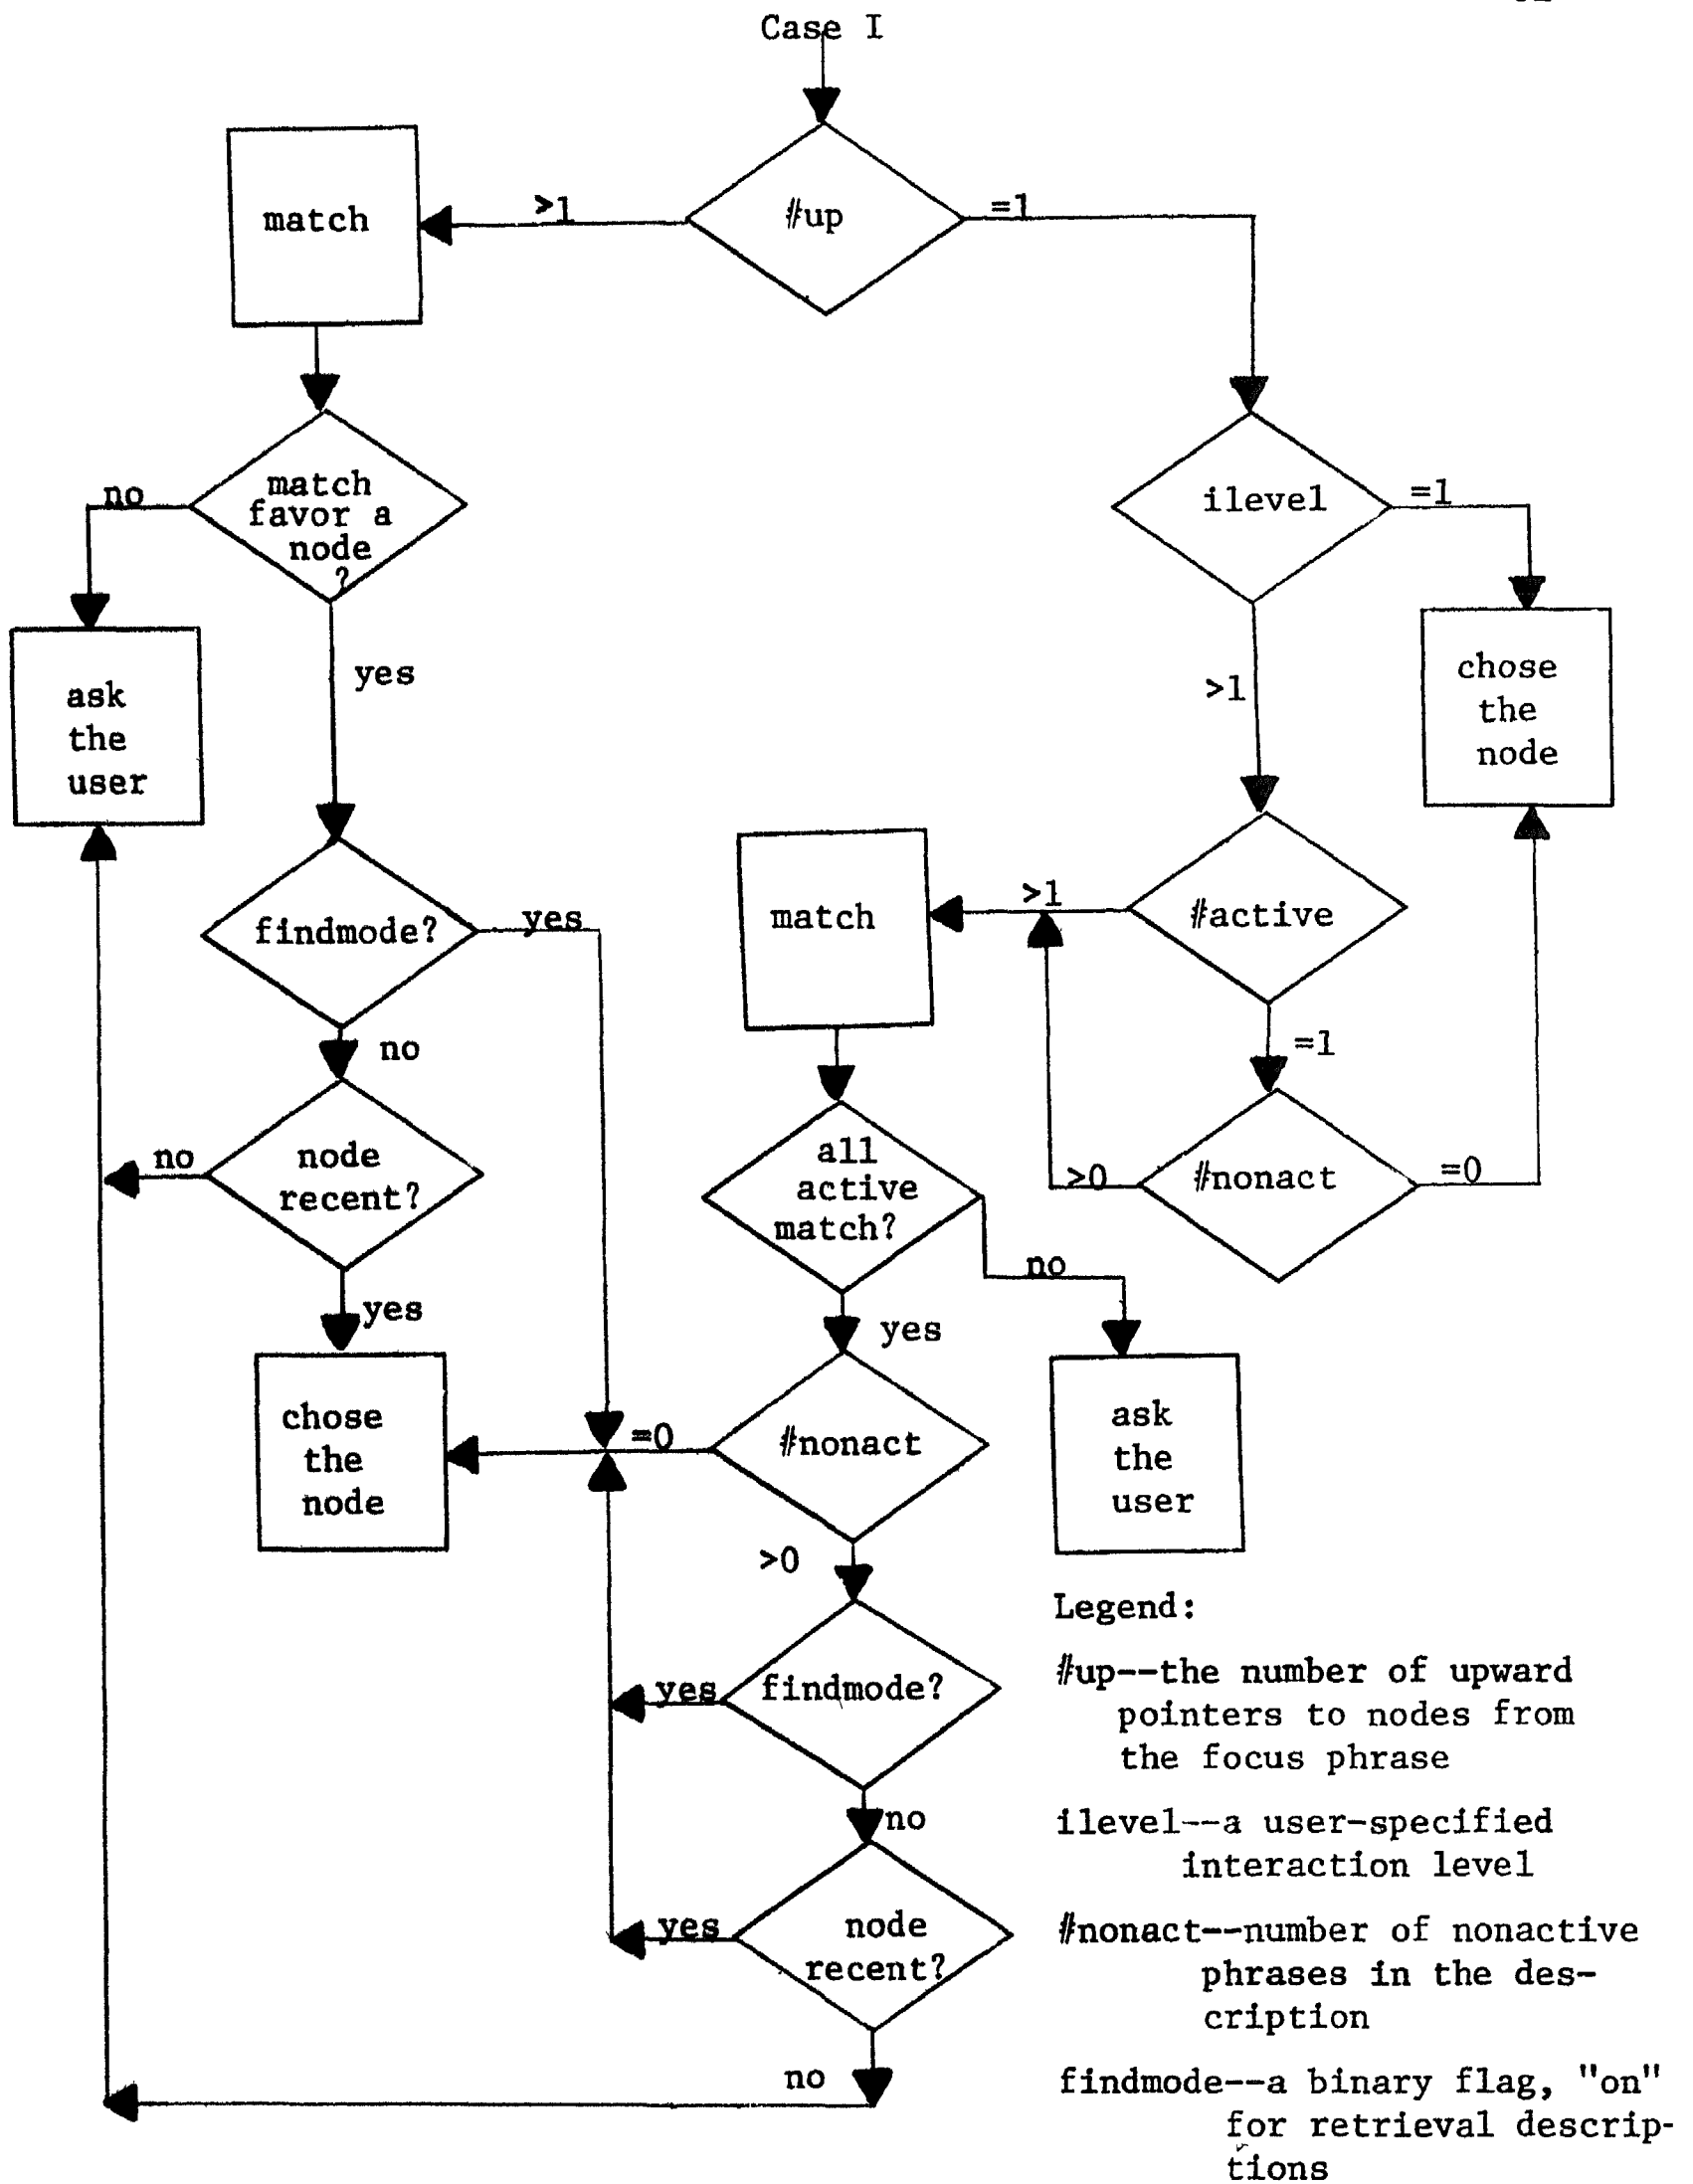 Case I
match
>1
#up
=1
match
favor a
node
?
no
ilevel
=1
ask
the
user
yes
>1
chose
the
node
findmode?
yes
match
>1
#active
no
=1
node
recent?
no
all
active
match?
>0
#nonact
=0
no
yes
yes
chose
the
node
=0
#nonact
ask
the
user
>0
findmode?
yes
no
node
recent?
yes
no
Legend:
#up--the number of upward
pointers to nodes from
the focus phrase
ilevel--a user-specified
interaction level
#nonact--number of nonactive
phrases in the des-
cription
findmode--a binary flag, "on"
for retrieval descrip-
tions